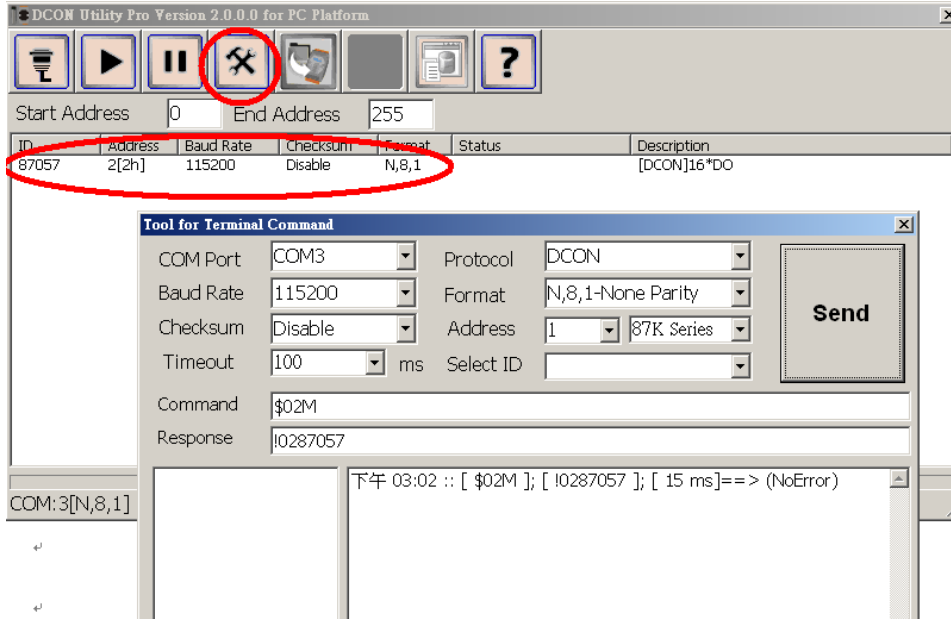 DCON Utility Pro Version 2.0.0.0 for PC Platform
?
Start Address 0 End Address 255
ID Address Baud Rate Checksum Format Status Description
87057 2[2h] 115200 Disable N,8,1 [DCON]16*DO
Tool for Terminal Command
COM Port COM3 Protocol DCON
Baud Rate 115200 Format N,8,1-None Parity
Send
Checksum Disable Address 1 87K Series
Timeout 100 ms Select ID
Command $02M
Response !0287057
下午 03:02 :: [ $02M ]; [ !0287057 ]; [ 15 ms]==> (NoError)
COM:3[N,8,1]